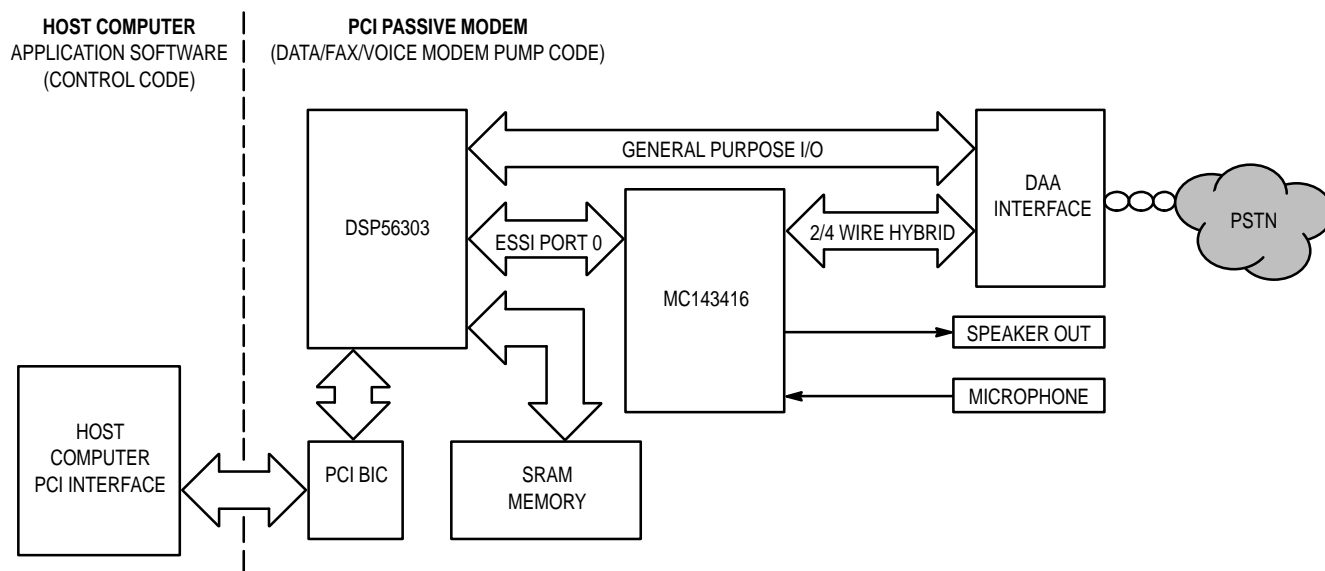 HOST COMPUTER
APPLICATION SOFTWARE
(CONTROL CODE)
PCI PASSIVE MODEM
(DATA/FAX/VOICE MODEM PUMP CODE)
DSP56303
GENERAL PURPOSE I/O
DAA
INTERFACE
PSTN
ESSI PORT 0
2/4 WIRE HYBRID
MC143416
SPEAKER OUT
MICROPHONE
HOST
COMPUTER
PCI INTERFACE
PCI BIC
SRAM
MEMORY